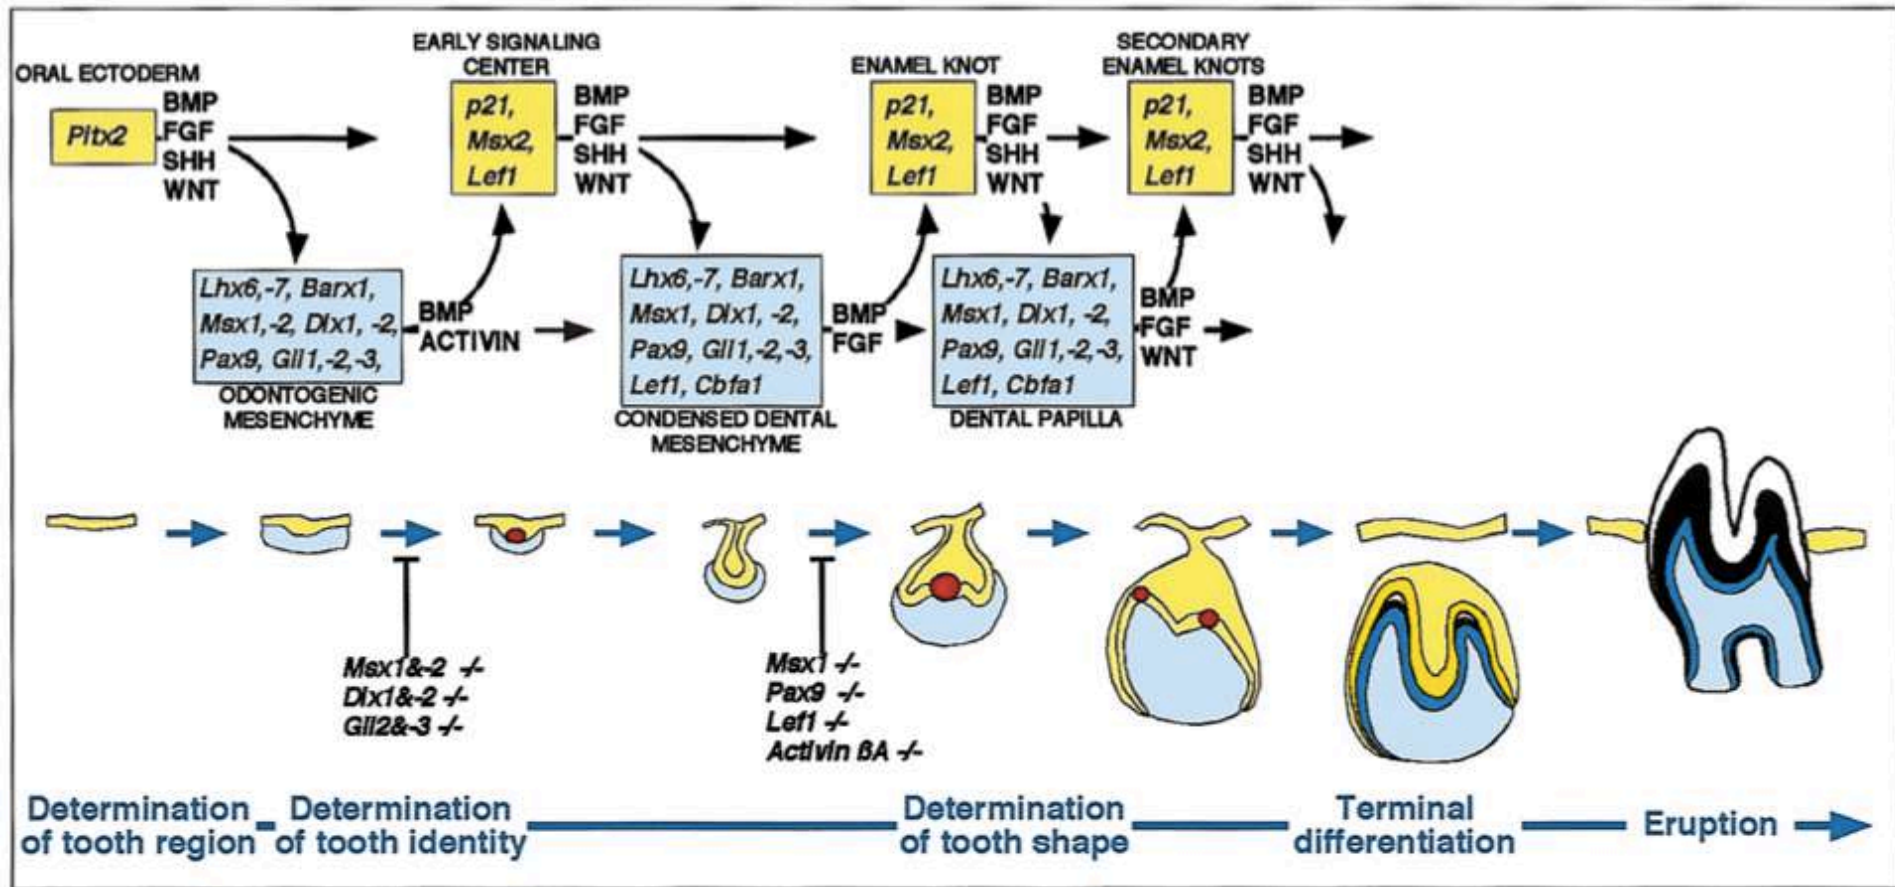 ORAL ECTODERM
Pitx2
BMP
FGF
SHH
WNT
EARLY SIGNALING
CENTER
p21,
Msx2,
Lef1
BMP
FGF
SHH
WNT
ENAMEL KNOT
p21,
Msx2,
Lef1
BMP
FGF
SHH
WNT
SECONDARY
ENAMEL KNOTS
p21,
Msx2,
Lef1
BMP
FGF
SHH
WNT
Lhx6,-7, Barx1,
Msx1,-2, Dlx1, -2,
Pax9, Gli1,-2,-3,
ODONTOGENIC
MESENCHYME
BMP
ACTIVIN
Lhx6,-7, Barx1,
Msx1, Dlx1, -2,
Pax9, Gli1,-2,-3,
Lef1, Cbfa1
CONDENSED DENTAL
MESENCHYME
BMP
FGF
Lhx6,-7, Barx1,
Msx1, Dlx1, -2,
Pax9, Gli1,-2,-3,
Lef1, Cbfa1
DENTAL PAPILLA
BMP
FGF
WNT
Msx1&-2 -/-
Dlx1&-2 -/-
Gli2&-3 -/-
Msx1 -/-
Pax9 -/-
Lef1 -/-
Activin βA -/-
Determination
of tooth region
Determination
of tooth identity
Determination
of tooth shape
Terminal
differentiation
Eruption